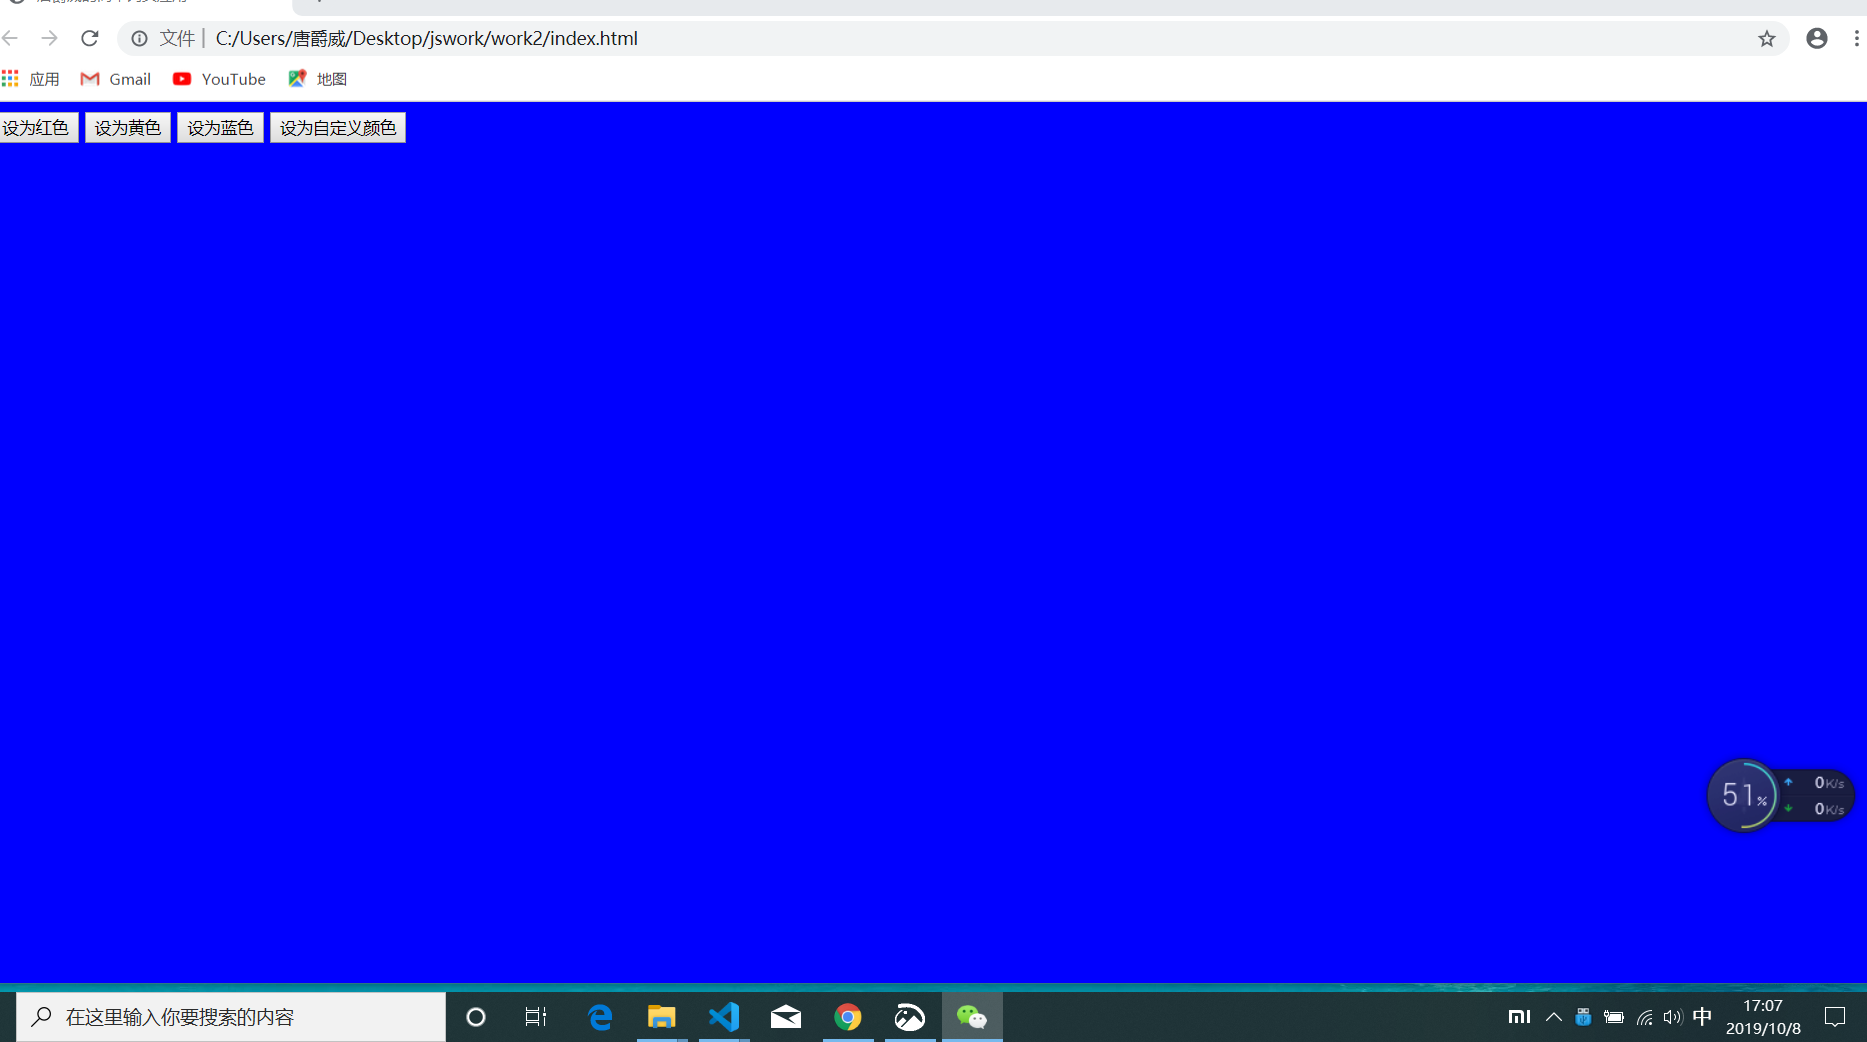 文件 | C:/Users/唐爵威/Desktop/jswork/work2/index.html
应用 Gmail YouTube 地图
设为红色 设为黄色 设为蓝色 设为自定义颜色
51% 0K/s
0K/s
在这里输入你要搜索的内容
中 17:07
2019/10/8